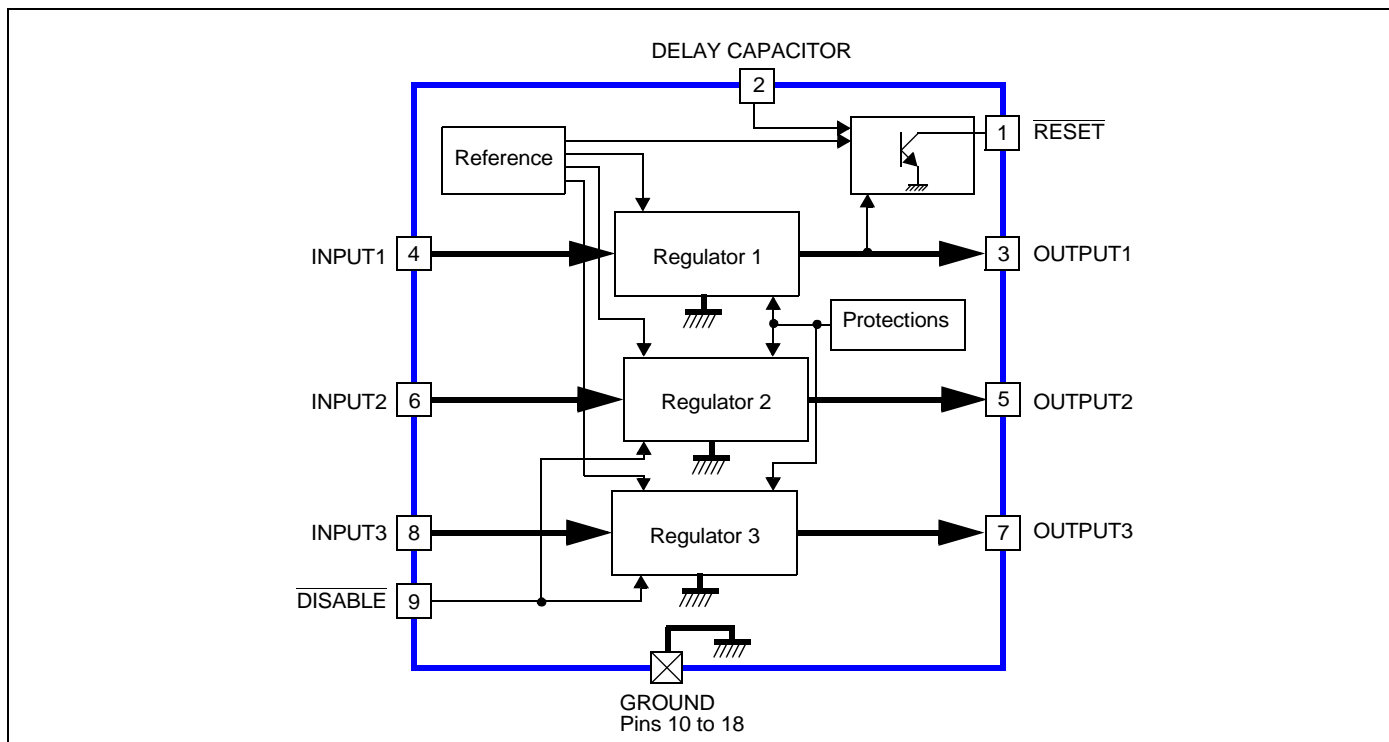 DELAY CAPACITOR
2
1
RESET
Reference
INPUT1
4
Regulator 1
3
OUTPUT1
Protections
INPUT2
6
Regulator 2
5
OUTPUT2
INPUT3
8
Regulator 3
7
OUTPUT3
DISABLE
9
GROUND
Pins 10 to 18